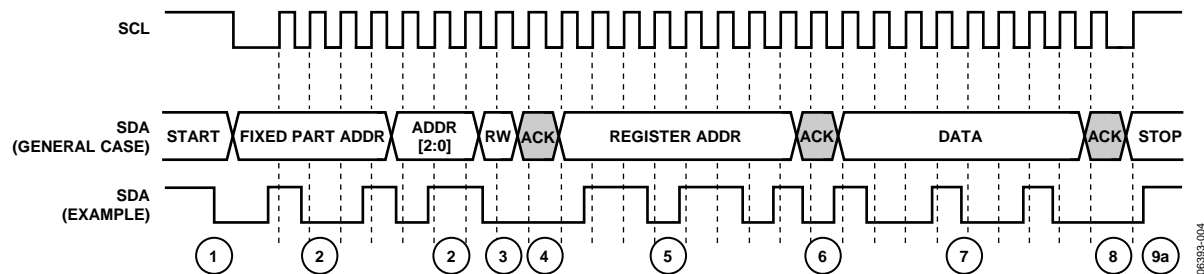 SCL
SDA
(GENERAL CASE)
START
FIXED PART ADDR
ADDR
[2:0]
RW
ACK
REGISTER ADDR
ACK
DATA
ACK
STOP
SDA
(EXAMPLE)
1
2
2
3
4
5
6
7
8
9a
06393-004